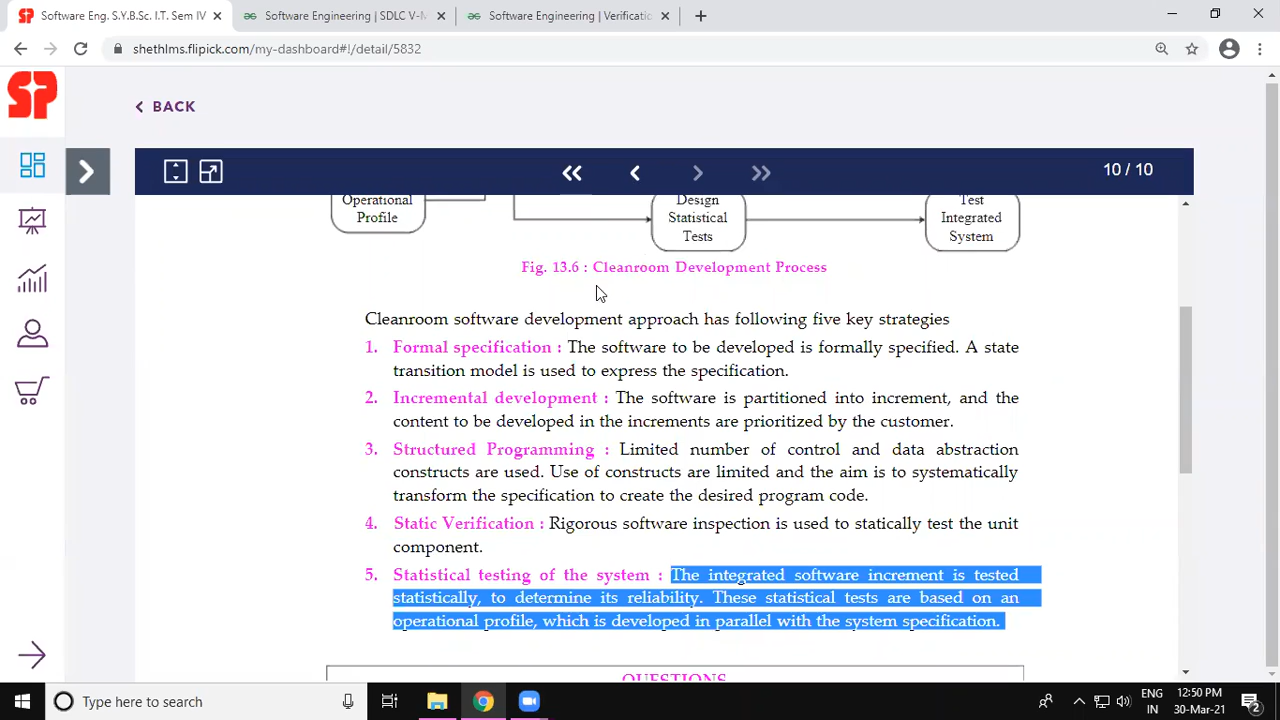 Software Eng. S.Y.B.Sc. I.T. Sem IV
Software Engineering | SDLC V-M
Software Engineering | Verificatio
shethlms.flipick.com/my-dashboard#!/detail/5832
SP
BACK
10/10
Operational
Profile
Design
Statistical
Tests
Test
Integrated
System
Fig. 13.6 : Cleanroom Development Process
Cleanroom software development approach has following five key strategies
1. Formal specification : The software to be developed is formally specified. A state
transition model is used to express the specification.
2. Incremental development : The software is partitioned into increment, and the
content to be developed in the increments are prioritized by the customer.
3. Structured Programming : Limited number of control and data abstraction
constructs are used. Use of constructs are limited and the aim is to systematically
transform the specification to create the desired program code.
4. Static Verification : Rigorous software inspection is used to statically test the unit
component.
5. Statistical testing of the system : The integrated software increment is tested
statistically, to determine its reliability. These statistical tests are based on an
operational profile, which is developed in parallel with the system specification.
QUESTIONS
Type here to search
ENG
IN
12:50 PM
30-Mar-21
2